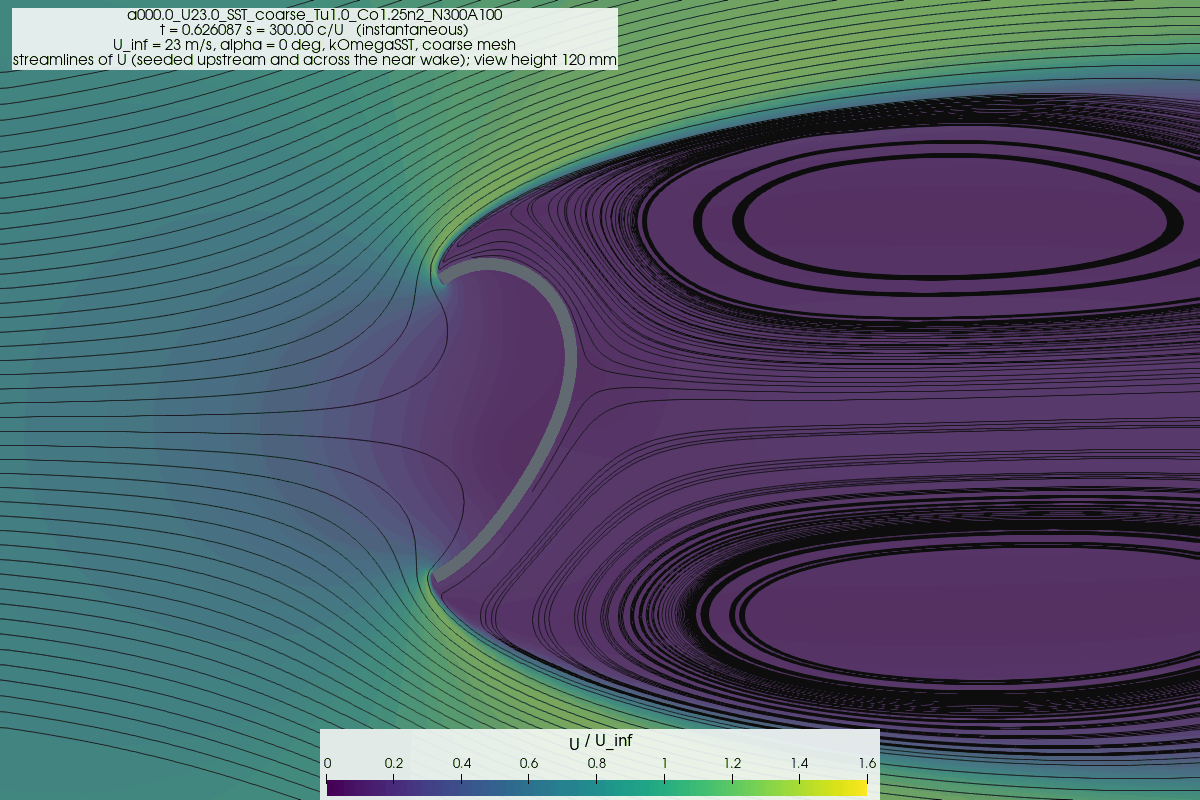 a000.0_U23.0_SST_coarse_Tu1.0_Co1.25n2_N300A100
t = 0.626087 s = 300.00 c/U (instantaneous)
U_inf = 23 m/s, alpha = 0 deg, kOmegaSST, coarse mesh
streamlines of U (seeded upstream and across the near wake); view height 120 mm
U / U_inf
0 0.2 0.4 0.6 0.8 1 1.2 1.4 1.6